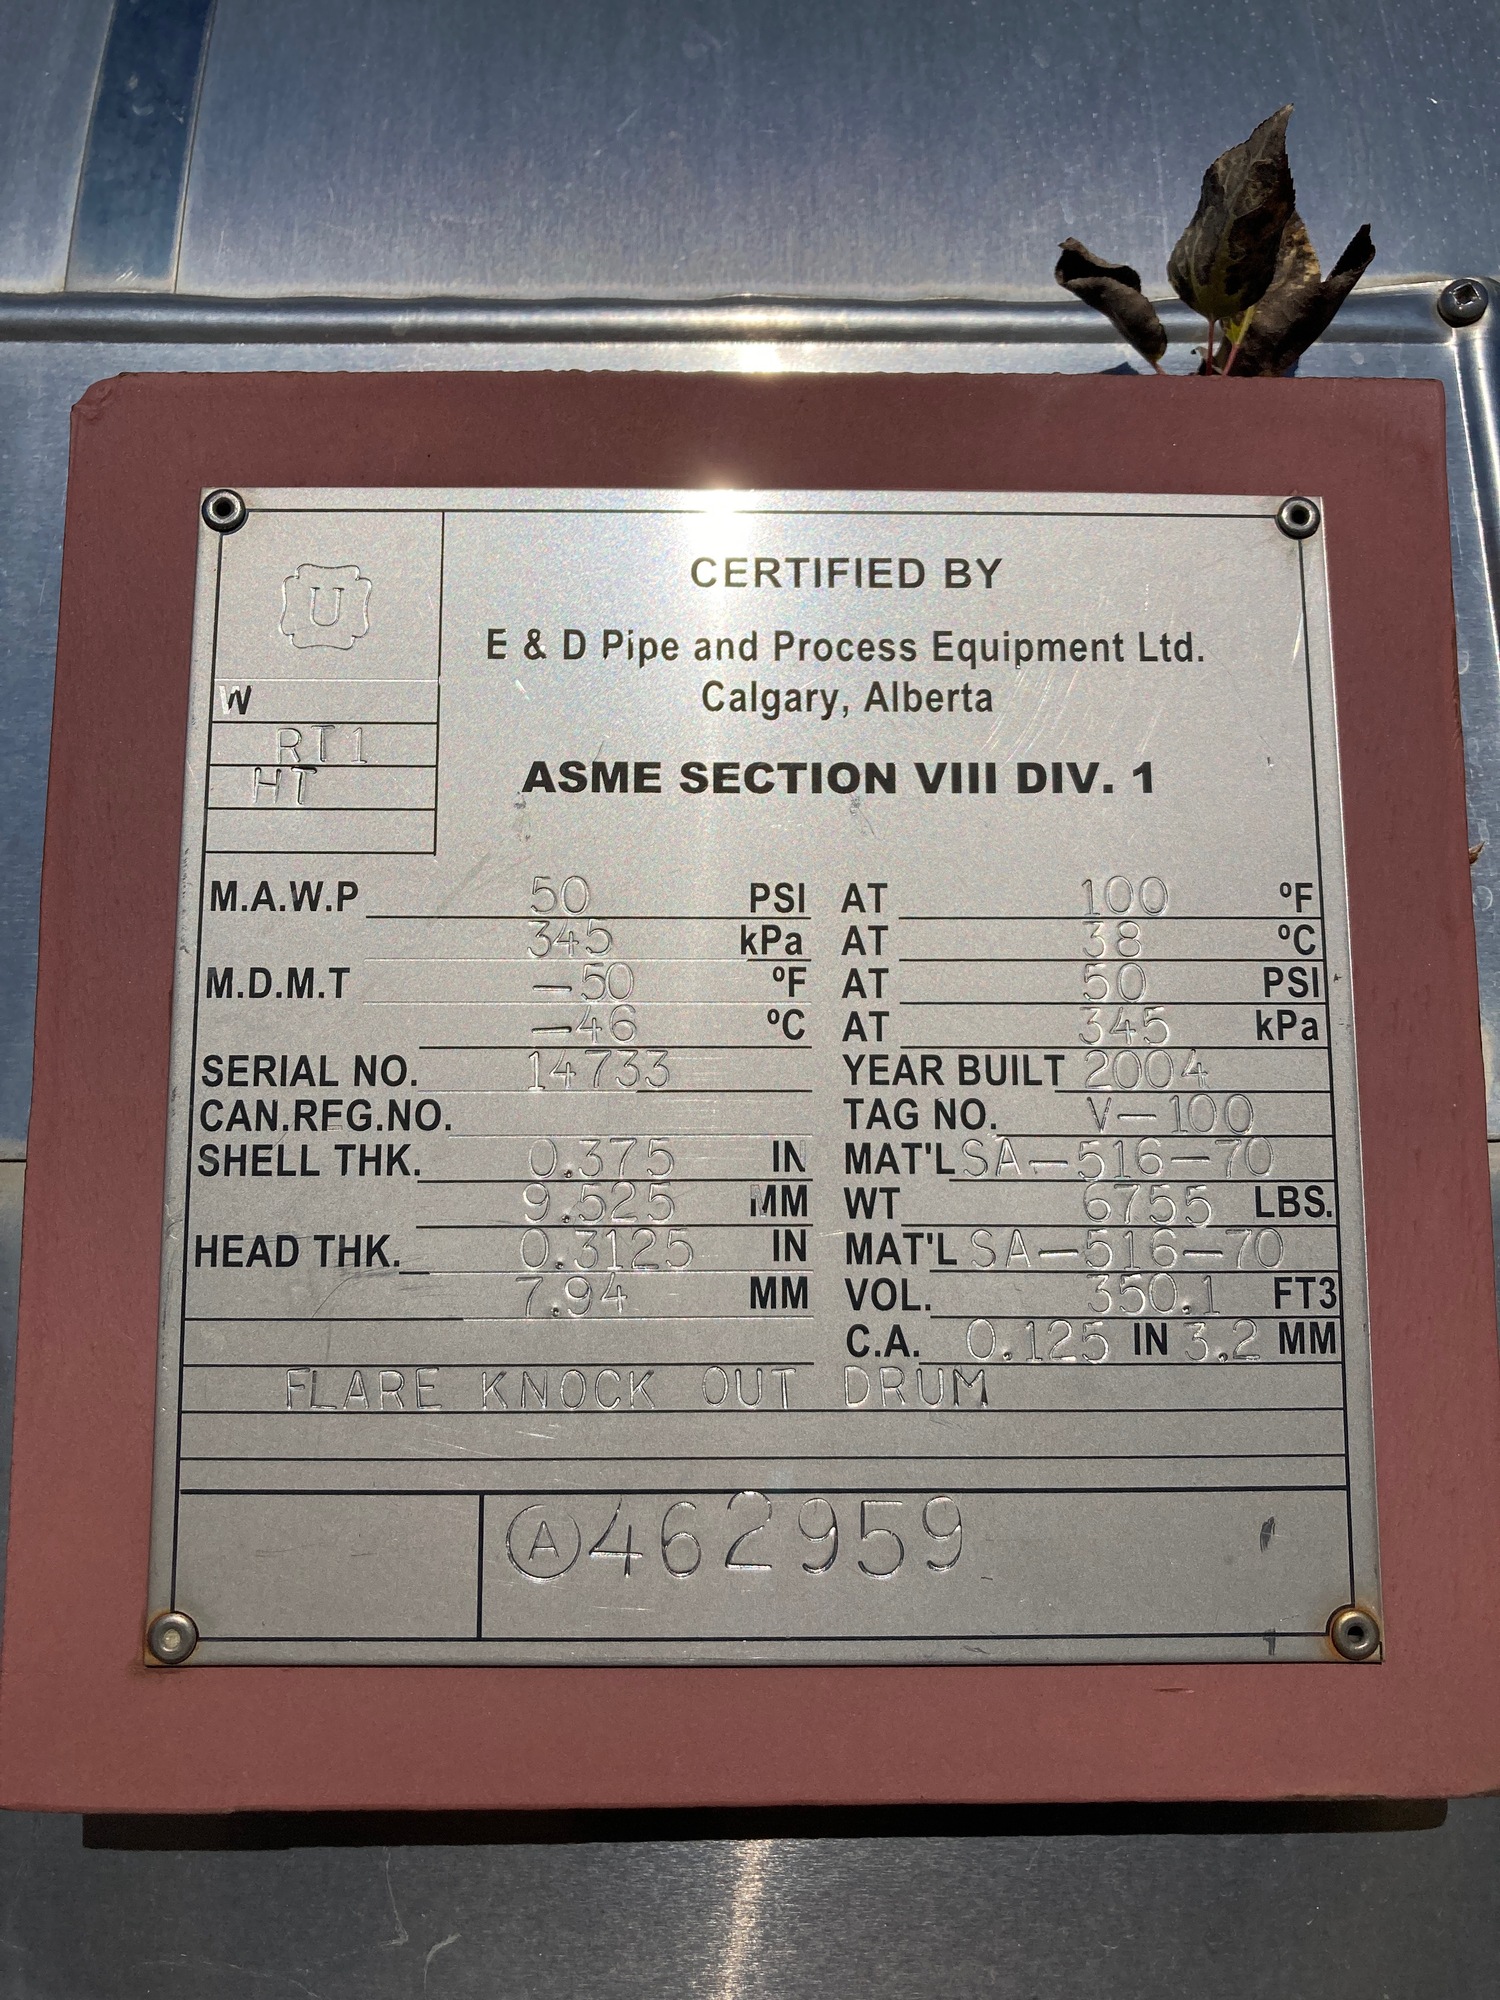 U
CERTIFIED BY
E & D Pipe and Process Equipment Ltd.
Calgary, Alberta
W
RT1
HT
ASME SECTION VIII DIV. 1
M.A.W.P 50 PSI AT 100 ºF
345 kPa AT 38 ºC
M.D.M.T -50 ºF AT 50 PSI
-46 ºC AT 345 kPa
SERIAL NO. 14733 YEAR BUILT 2004
CAN.REG.NO. TAG NO. V-100
SHELL THK. 0.375 IN MAT'L SA-516-70
9.525 MM WT 6755 LBS.
HEAD THK. 0.3125 IN MAT'L SA-516-70
7.94 MM VOL. 350.1 FT3
C.A. 0.125 IN 3.2 MM
FLARE KNOCK OUT DRUM
A 462959